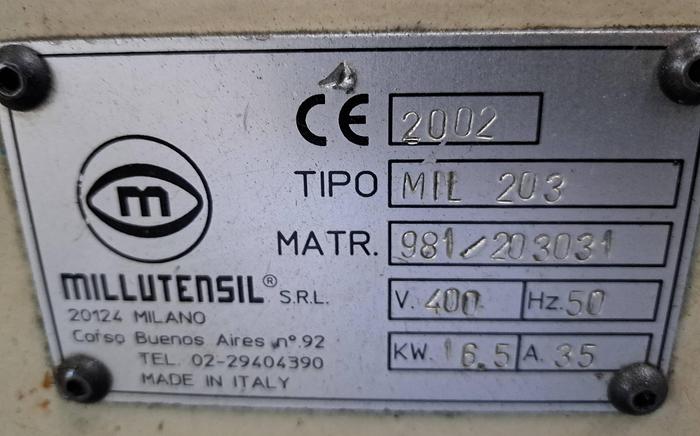 CE 2002
TIPO MIL 203
m
MATR. 981/203031
MILLUTENSIL® S.R.L.
V. 400 Hz. 50
20124 MILANO
Corso Buenos Aires n°.92
KW. 16.5 A. 35
TEL. 02-29404390
MADE IN ITALY